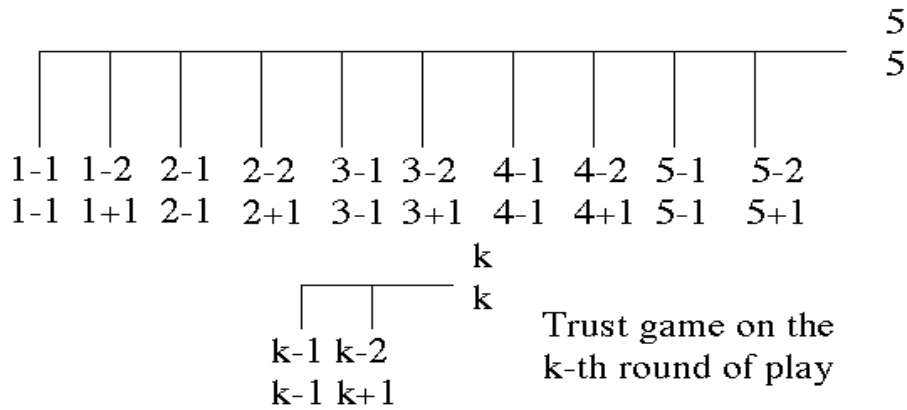 5
5
1-1 1-2 2-1 2-2 3-1 3-2 4-1 4-2 5-1 5-2
1-1 1+1 2-1 2+1 3-1 3+1 4-1 4+1 5-1 5+1
k
k
k-1 k-2
k-1 k+1
Trust game on the
k-th round of play